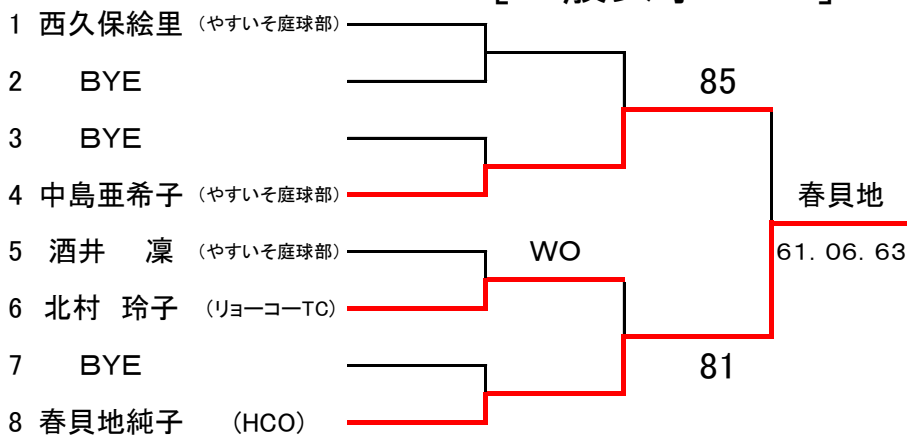 1 西久保絵里 (やすいそ庭球部)
2 BYE
85
3 BYE
4 中島亜希子 (やすいそ庭球部)
春貝地
5 酒井 凜 (やすいそ庭球部)
WO
61. 06. 63
6 北村 玲子 (リョーコーTC)
7 BYE
81
8 春貝地純子 (HCO)